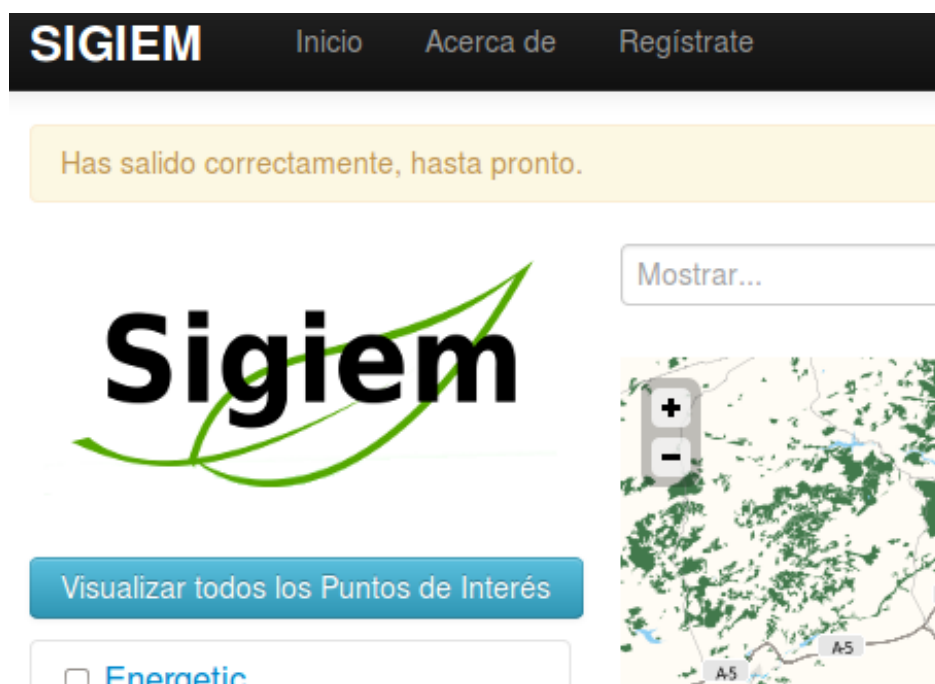 SIGIEM Inicio Acerca de Regístrate
Has salido correctamente, hasta pronto.
Sigiem
Mostrar...
+
−
Visualizar todos los Puntos de Interés
Energetic
A-5
A-5